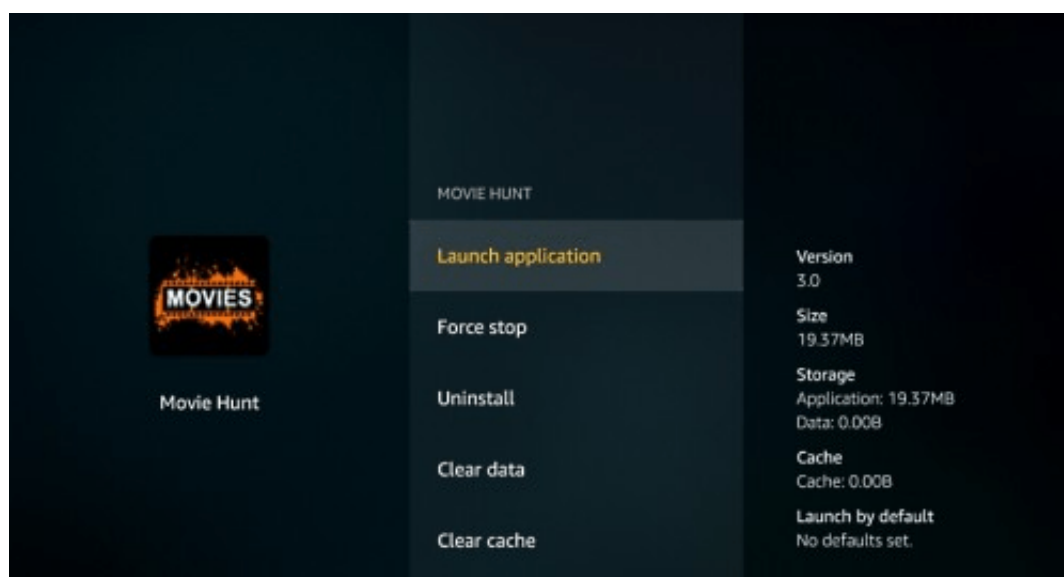 MOVIES
Movie Hunt
MOVIE HUNT
Launch application
Force stop
Uninstall
Clear data
Clear cache
Version
3.0
Size
19.37MB
Storage
Application: 19.37MB
Data: 0.00B
Cache
Cache: 0.00B
Launch by default
No defaults set.